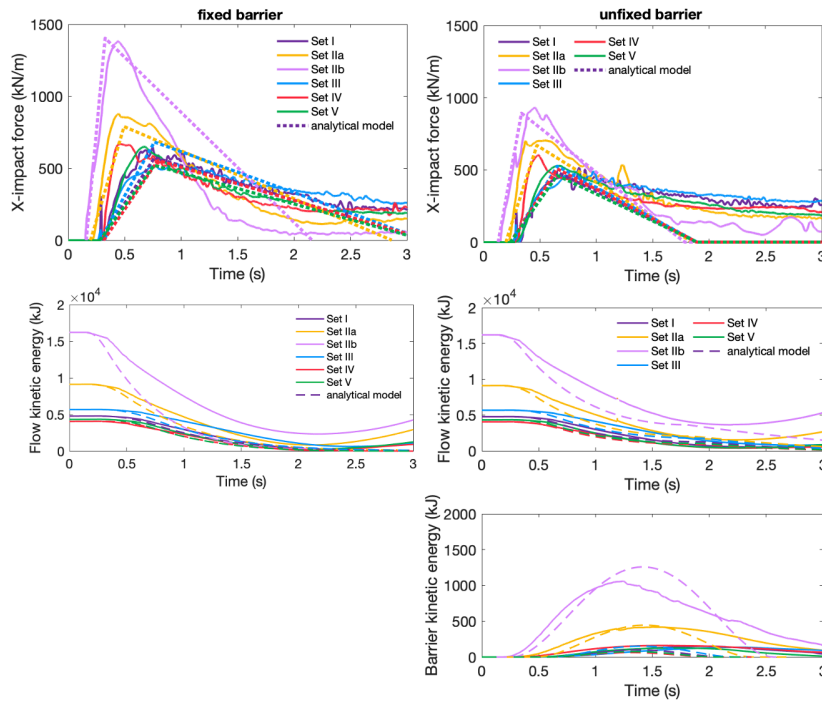 fixed barrier
X-impact force (kN/m)
1500
1000
500
0
0 0.5 1 1.5 2 2.5 3
Time (s)
Set I
Set IIa
Set IIb
Set III
Set IV
Set V
analytical model
unfixed barrier
X-impact force (kN/m)
1500
1000
500
0
0 0.5 1 1.5 2 2.5 3
Time (s)
Set I
Set IIa
Set IIb
Set III
Set IV
Set V
analytical model
Flow kinetic energy (kJ)
×10⁴
2
1.5
1
0.5
0
0 0.5 1 1.5 2 2.5 3
Time (s)
Set I
Set IIa
Set IIb
Set III
Set IV
Set V
analytical model
Flow kinetic energy (kJ)
×10⁴
2
1.5
1
0.5
0
0 0.5 1 1.5 2 2.5 3
Time (s)
Set I
Set IIa
Set IIb
Set III
Set IV
Set V
analytical model
Barrier kinetic energy (kJ)
2000
1500
1000
500
0
0 0.5 1 1.5 2 2.5 3
Time (s)